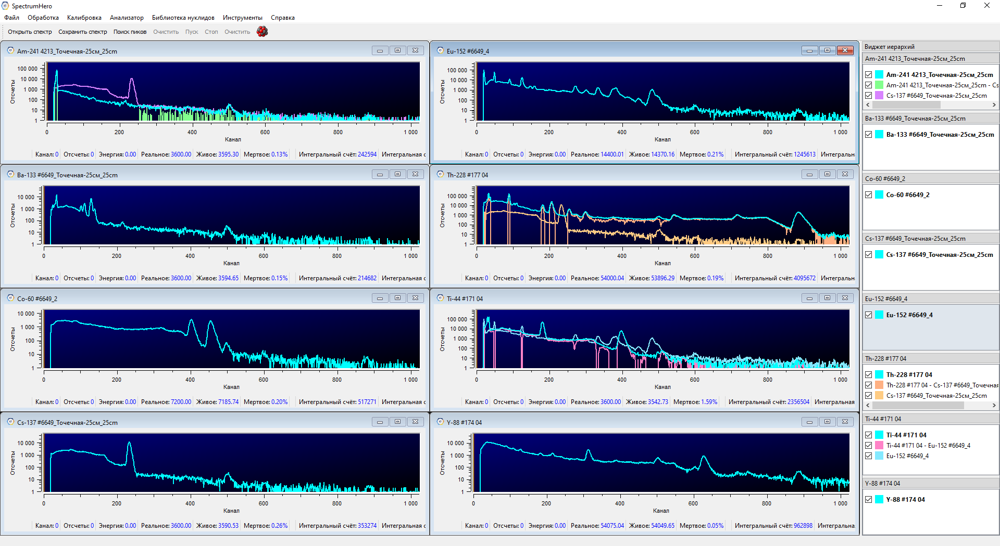 SpectrumHero
Файл Обработка Калибровка Анализатор Библиотека нуклидов Инструменты Справка
Открыть спектр Сохранить спектр Поиск пиков Очистить Пуск Стоп Очистить
Am-241 4213_Точечная-25см_25cm
Отсчеты
100 000
10 000
1 000
100
10
1
0 200 400 600 800 1 000
Канал
Канал: 0 Отсчеты: 0 Энергия: 0.00 Реальное: 3600.00 Живое: 3595.30 Мертвое: 0.13% Интегральный счёт: 242594 Интегральная с
Ba-133 #6649_Точечная-25см_25cm
Отсчеты
10 000
1 000
100
10
1
0 200 400 600 800 1 000
Канал
Канал: 0 Отсчеты: 0 Энергия: 0.00 Реальное: 3600.00 Живое: 3594.65 Мертвое: 0.15% Интегральный счёт: 214682 Интегральная с
Co-60 #6649_2
Отсчеты
10 000
1 000
100
10
1
0 200 400 600 800 1 000
Канал
Канал: 0 Отсчеты: 0 Энергия: 0.00 Реальное: 7200.00 Живое: 7185.74 Мертвое: 0.20% Интегральный счёт: 517271 Интегральная с
Cs-137 #6649_Точечная-25см_25cm
Отсчеты
10 000
1 000
100
10
1
0 200 400 600 800 1 000
Канал
Канал: 0 Отсчеты: 0 Энергия: 0.00 Реальное: 3600.00 Живое: 3590.53 Мертвое: 0.26% Интегральный счёт: 353274 Интегральная с
Eu-152 #6649_4
Отсчеты
100 000
10 000
1 000
100
10
1
0 200 400 600 800 1 000
Канал
Канал: 0 Отсчеты: 0 Энергия: 0.00 Реальное: 14400.01 Живое: 14370.16 Мертвое: 0.21% Интегральный счёт: 1245613 Интегральн
Th-228 #177 04
Отсчеты
100 000
10 000
1 000
100
10
1
0 200 400 600 800 1 000
Канал
Канал: 0 Отсчеты: 0 Энергия: 0.00 Реальное: 54000.04 Живое: 53896.29 Мертвое: 0.19% Интегральный счёт: 4095672 Интегральн
Ti-44 #171 04
Отсчеты
100 000
10 000
1 000
100
10
1
0 200 400 600 800 1 000
Канал
Канал: 0 Отсчеты: 0 Энергия: 0.00 Реальное: 3600.00 Живое: 3542.73 Мертвое: 1.59% Интегральный счёт: 2356504 Интегральная
Y-88 #174 04
Отсчеты
10 000
1 000
100
10
1
0 200 400 600 800 1 000
Канал
Канал: 0 Отсчеты: 0 Энергия: 0.00 Реальное: 54075.04 Живое: 54049.65 Мертвое: 0.05% Интегральный счёт: 962898 Интегральна
Виджет иерархий
Am-241 4213_Точечная-25см_25cm
Am-241 4213_Точечная-25см_25cm
Am-241 4213_Точечная-25см_25cm - Cs
Cs-137 #6649_Точечная-25см_25cm
Ba-133 #6649_Точечная-25см_25cm
Ba-133 #6649_Точечная-25см_25cm
Co-60 #6649_2
Co-60 #6649_2
Cs-137 #6649_Точечная-25см_25cm
Cs-137 #6649_Точечная-25см_25cm
Eu-152 #6649_4
Eu-152 #6649_4
Th-228 #177 04
Th-228 #177 04
Th-228 #177 04 - Cs-137 #6649_Точечная
Cs-137 #6649_Точечная-25см_25cm
Ti-44 #171 04
Ti-44 #171 04
Ti-44 #171 04 - Eu-152 #6649_4
Eu-152 #6649_4
Y-88 #174 04
Y-88 #174 04